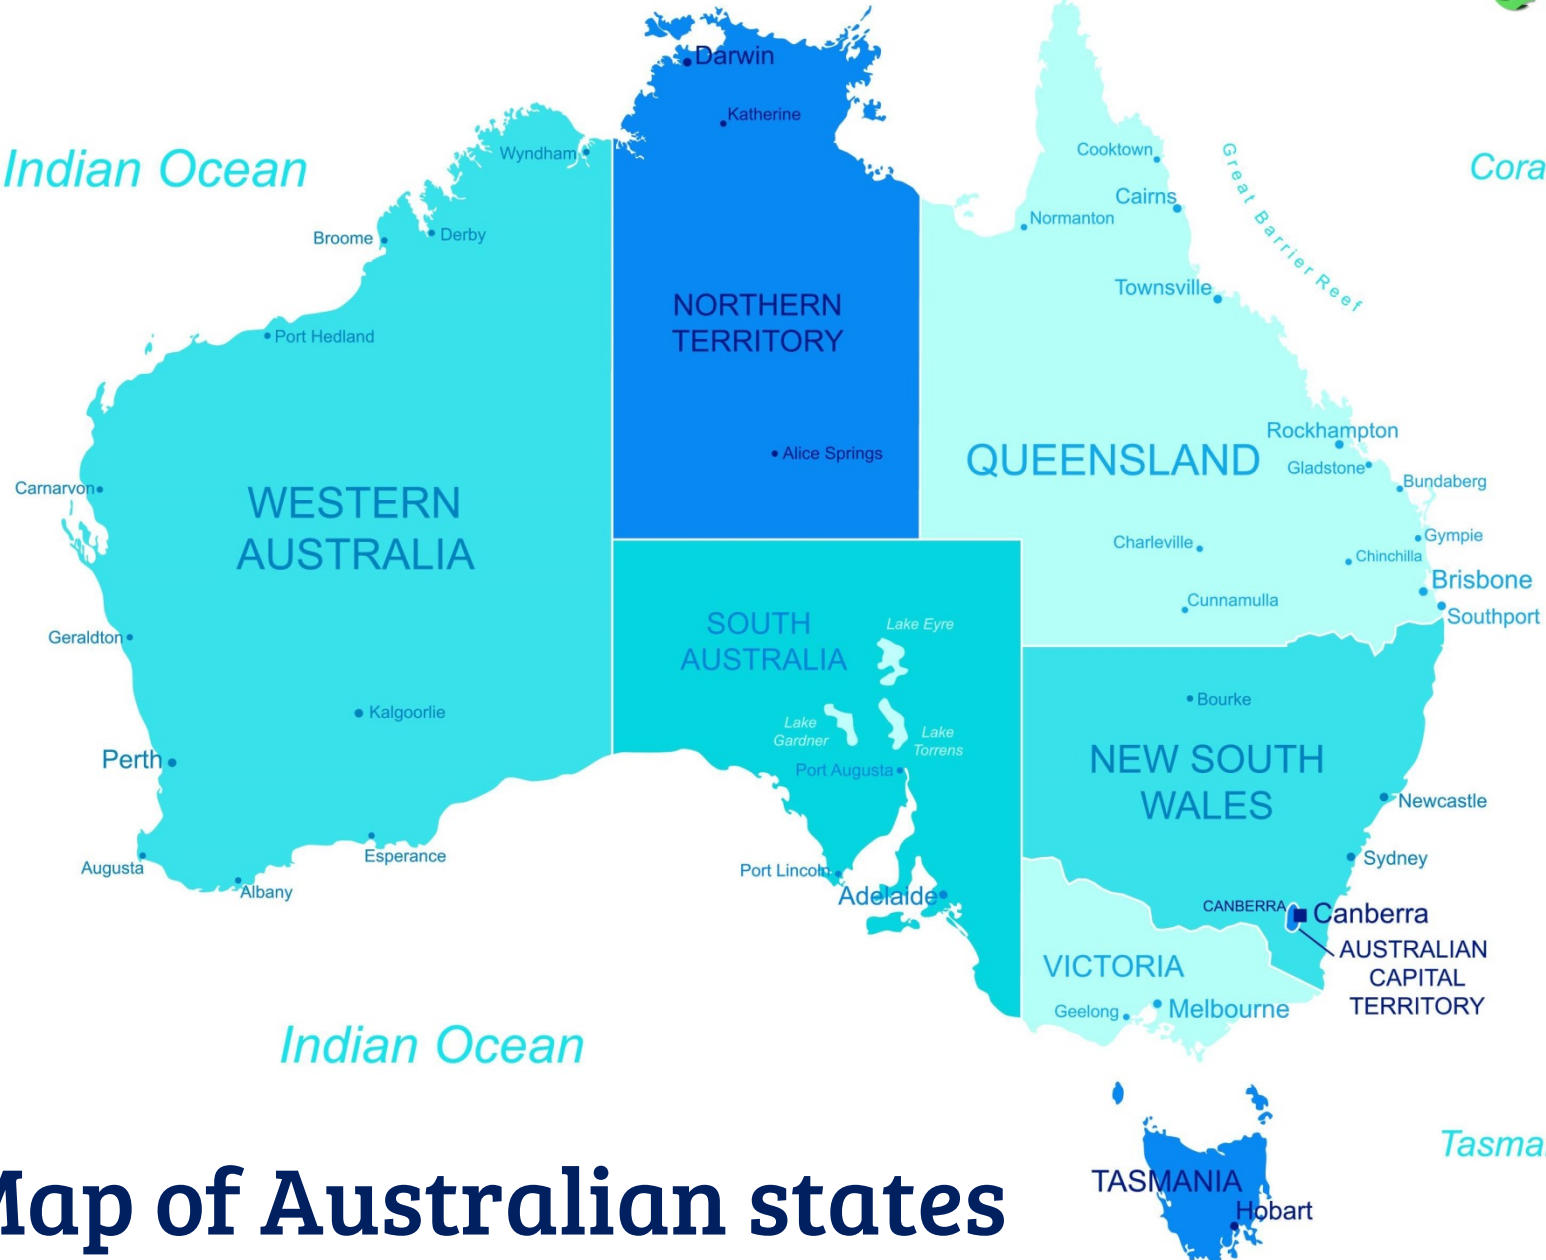 Darwin
Katherine
Wyndham
Indian Ocean
Cooktown
Great Barrier Reef
Cora
Cairns
Normanton
Broome
Derby
Townsville
NORTHERN
TERRITORY
Port Hedland
Rockhampton
Alice Springs
QUEENSLAND
Gladstone
Bundaberg
Carnarvon
WESTERN
AUSTRALIA
Charleville
Gympie
Chinchilla
Brisbone
Cunnamulla
Southport
SOUTH
AUSTRALIA
Lake Eyre
Geraldton
Bourke
Kalgoorlie
Lake
Gardner
Lake
Torrens
Perth
Port Augusta
NEW SOUTH
WALES
Newcastle
Esperance
Sydney
Augusta
Albany
Port Lincoln
Adelaide
CANBERRA
Canberra
AUSTRALIAN
CAPITAL
TERRITORY
VICTORIA
Geelong
Melbourne
Indian Ocean
Tasma
TASMANIA
Hobart
Map of Australian states